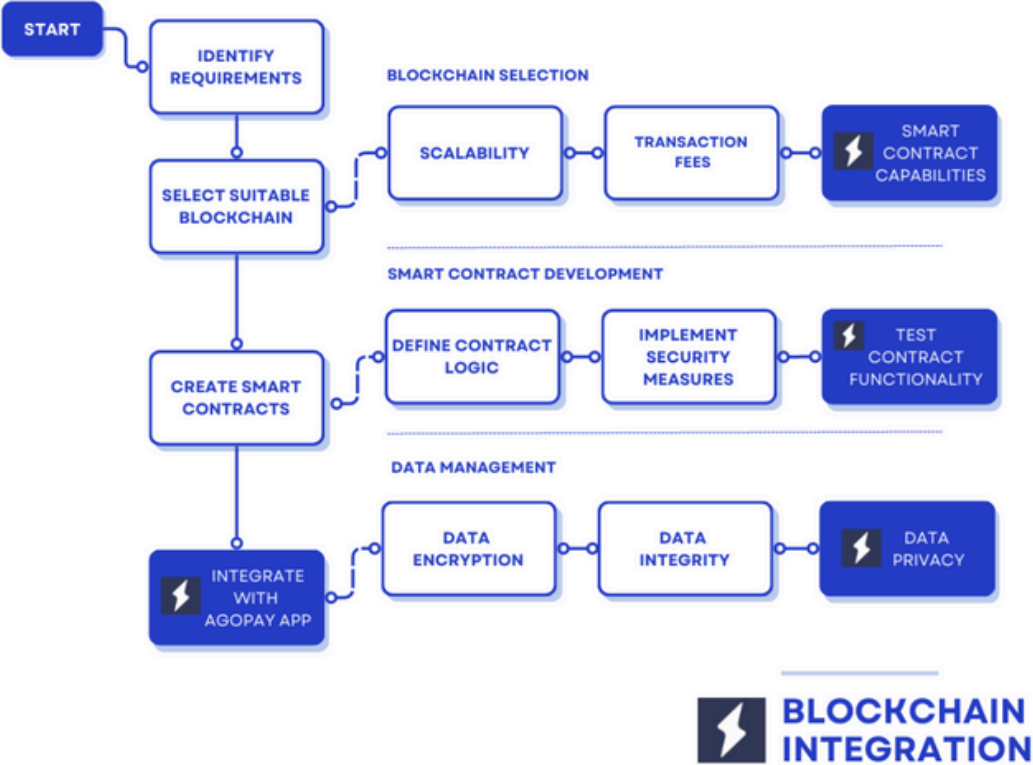 START
IDENTIFY
REQUIREMENTS
BLOCKCHAIN SELECTION
SELECT SUITABLE
BLOCKCHAIN
SCALABILITY
TRANSACTION
FEES
SMART
CONTRACT
CAPABILITIES
SMART CONTRACT DEVELOPMENT
CREATE SMART
CONTRACTS
DEFINE CONTRACT
LOGIC
IMPLEMENT
SECURITY
MEASURES
TEST
CONTRACT
FUNCTIONALITY
DATA MANAGEMENT
INTEGRATE
WITH
AGOPAY APP
DATA
ENCRYPTION
DATA
INTEGRITY
DATA
PRIVACY
BLOCKCHAIN
INTEGRATION